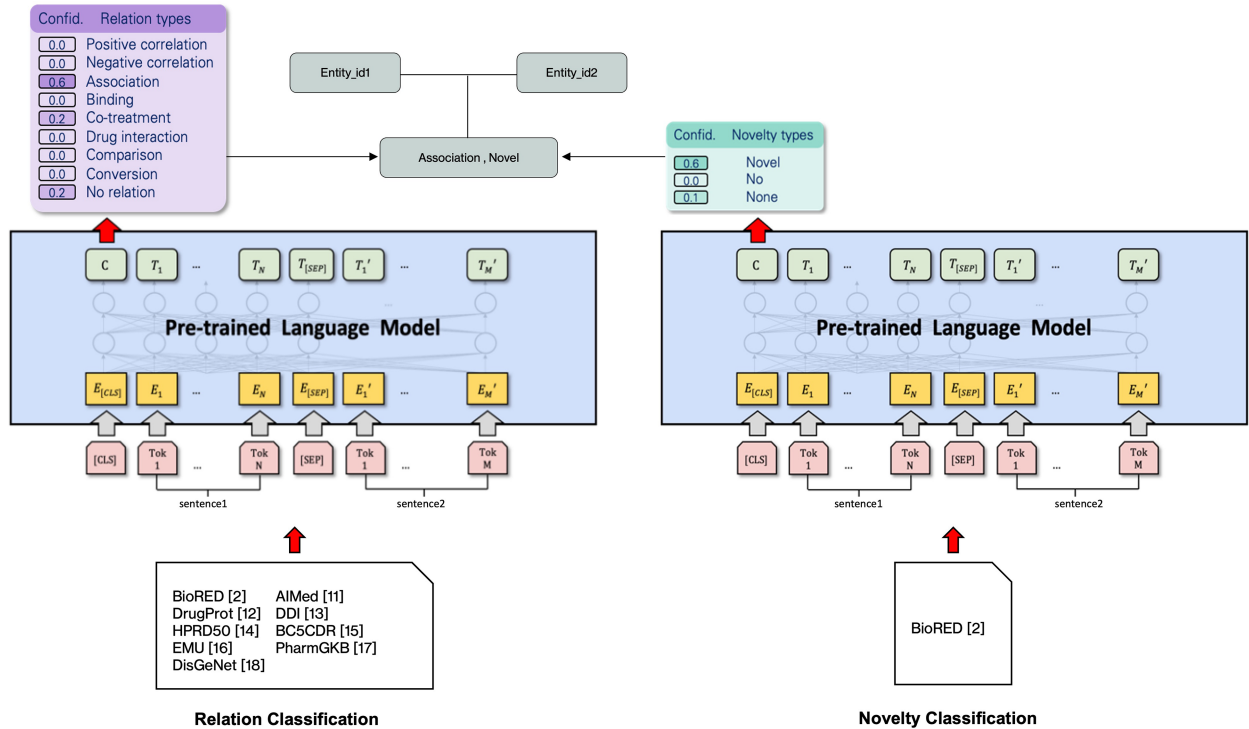 Confid. Relation types
0.0 Positive correlation
0.0 Negative correlation
0.6 Association
0.0 Binding
0.2 Co-treatment
0.0 Drug interaction
0.0 Comparison
0.0 Conversion
0.2 No relation
Entity_id1
Entity_id2
Association , Novel
Confid. Novelty types
0.6 Novel
0.0 No
0.1 None
C T1 ... TN T[SEP] T1′ ... TM′
...
Pre-trained Language Model
E[CLS] E1 ... EN E[SEP] E1′ ... EM′
[CLS] Tok 1 ... Tok N [SEP] Tok 1 ... Tok M
sentence1 sentence2
BioRED [2] AIMed [11]
DrugProt [12] DDI [13]
HPRD50 [14] BC5CDR [15]
EMU [16] PharmGKB [17]
DisGeNet [18]
Relation Classification
C T1 ... TN T[SEP] T1′ ... TM′
...
Pre-trained Language Model
E[CLS] E1 ... EN E[SEP] E1′ ... EM′
[CLS] Tok 1 ... Tok N [SEP] Tok 1 ... Tok M
sentence1 sentence2
BioRED [2]
Novelty Classification